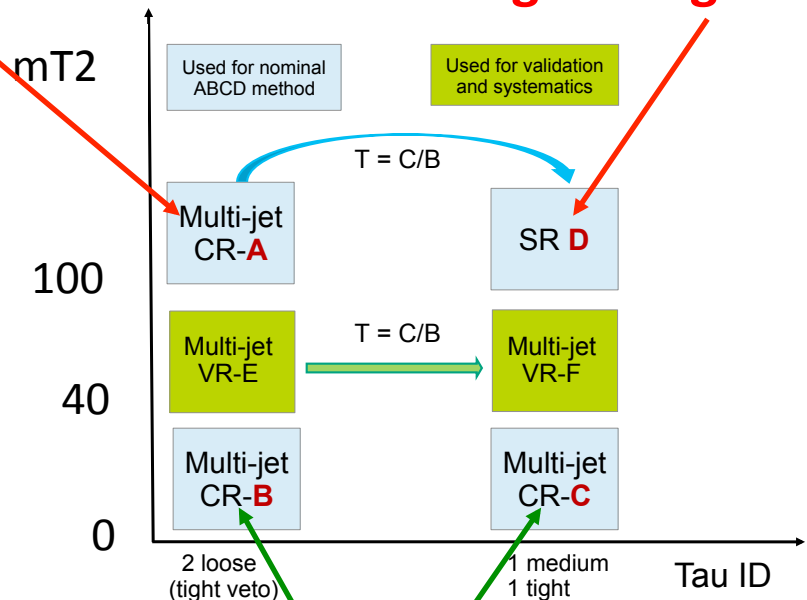 mT2
Used for nominal
ABCD method
Used for validation
and systematics
T = C/B
Multi-jet
CR-A
SR D
100
T = C/B
Multi-jet
VR-E
Multi-jet
VR-F
40
Multi-jet
CR-B
Multi-jet
CR-C
0
2 loose
(tight veto)
1 medium
1 tight
Tau ID